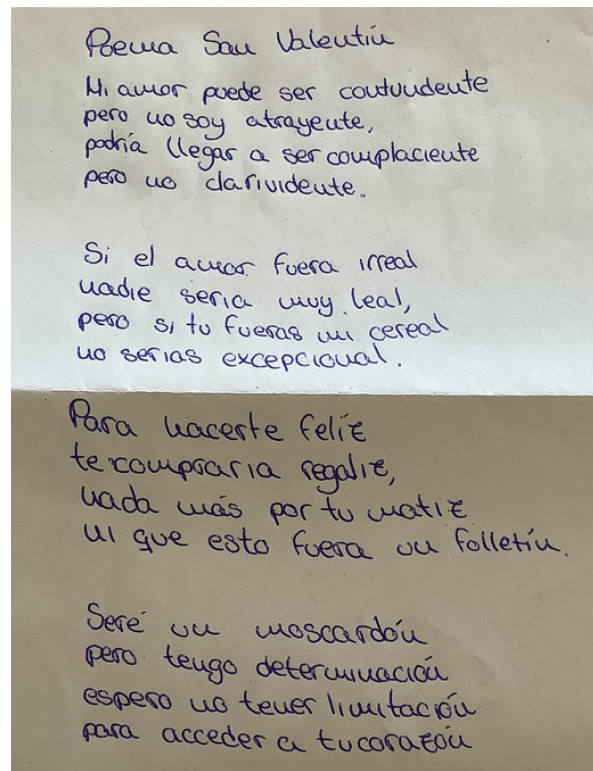 Poema San Valentín
Mi amor puede ser contundente
pero no soy atrayente,
podría llegar a ser complaciente
pero no clarividente.
Si el amor fuera irreal
nadie seria muy leal,
pero si tu fueras mi cereal
no serias excepcional.
Para hacerte feliz
te compraria regaliz,
nada más por tu matiz
ni que esto fuera un folletín.
Seré un moscardón
pero tengo determinación
espero no tener limitación
para acceder a tu corazón